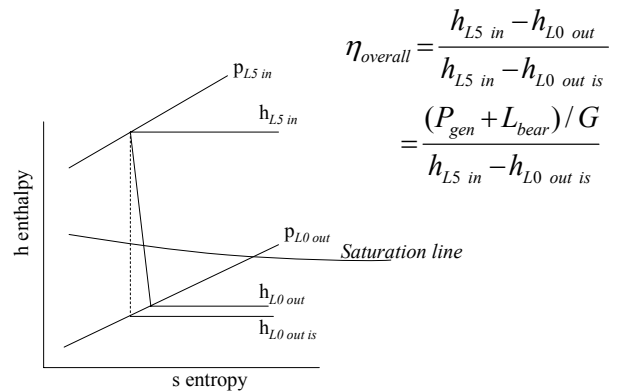 η_overall = (h_L5 in − h_L0 out) / (h_L5 in − h_L0 out is)
= ((P_gen + L_bear) / G) / (h_L5 in − h_L0 out is)
p_L5 in
h_L5 in
h enthalpy
p_L0 out
Saturation line
h_L0 out
h_L0 out is
s entropy